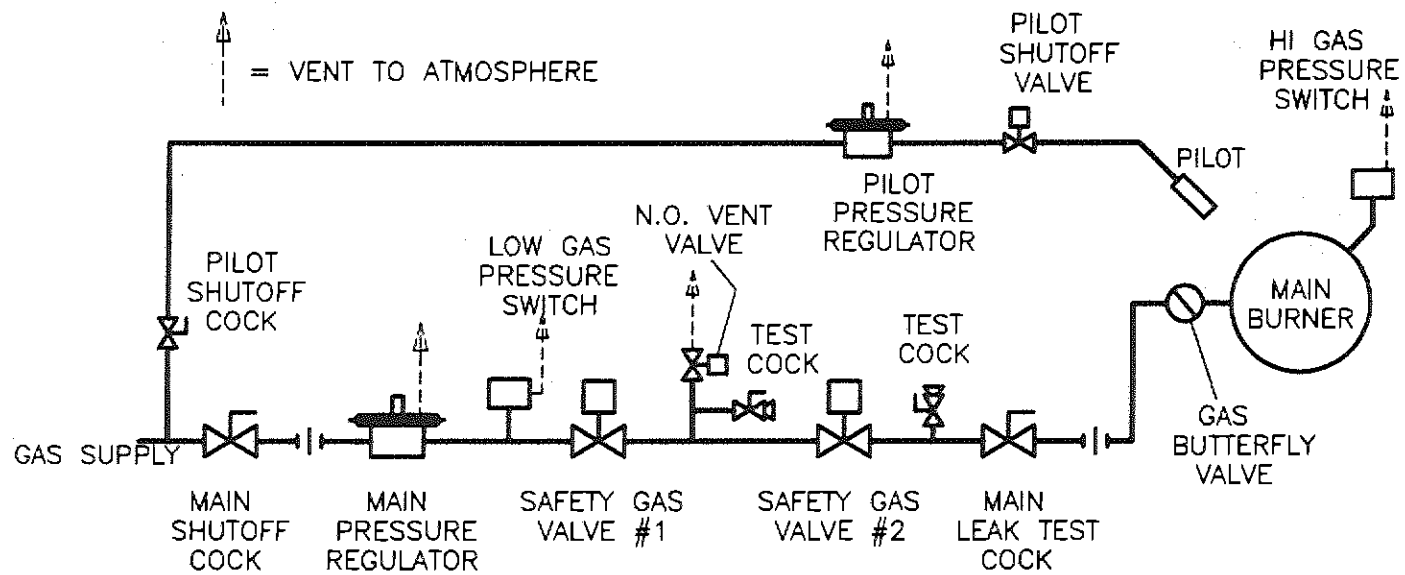 = VENT TO ATMOSPHERE
PILOT
SHUTOFF
VALVE
HI GAS
PRESSURE
SWITCH
PILOT
PILOT
PRESSURE
REGULATOR
N.O. VENT
VALVE
LOW GAS
PRESSURE
SWITCH
PILOT
SHUTOFF
COCK
TEST
COCK
TEST
COCK
MAIN
BURNER
GAS SUPPLY
GAS
BUTTERFLY
VALVE
MAIN
SHUTOFF
COCK
MAIN
PRESSURE
REGULATOR
SAFETY GAS
VALVE #1
SAFETY GAS
VALVE #2
MAIN
LEAK TEST
COCK